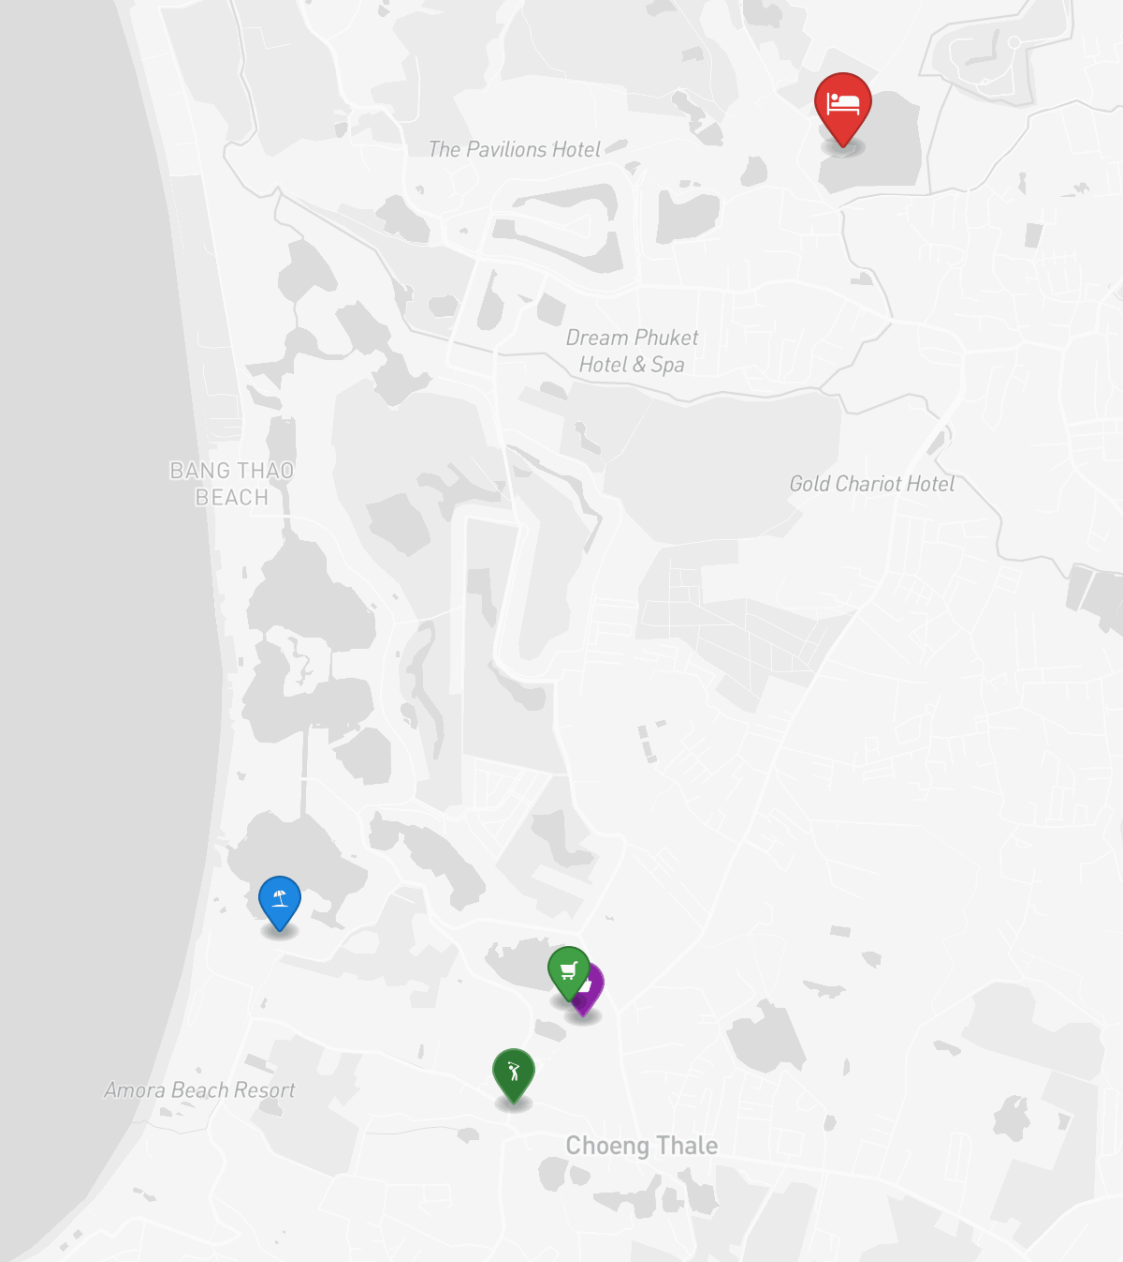 The Pavilions Hotel
Dream Phuket
Hotel & Spa
BANG THAO
BEACH
Gold Chariot Hotel
Amora Beach Resort
Choeng Thale